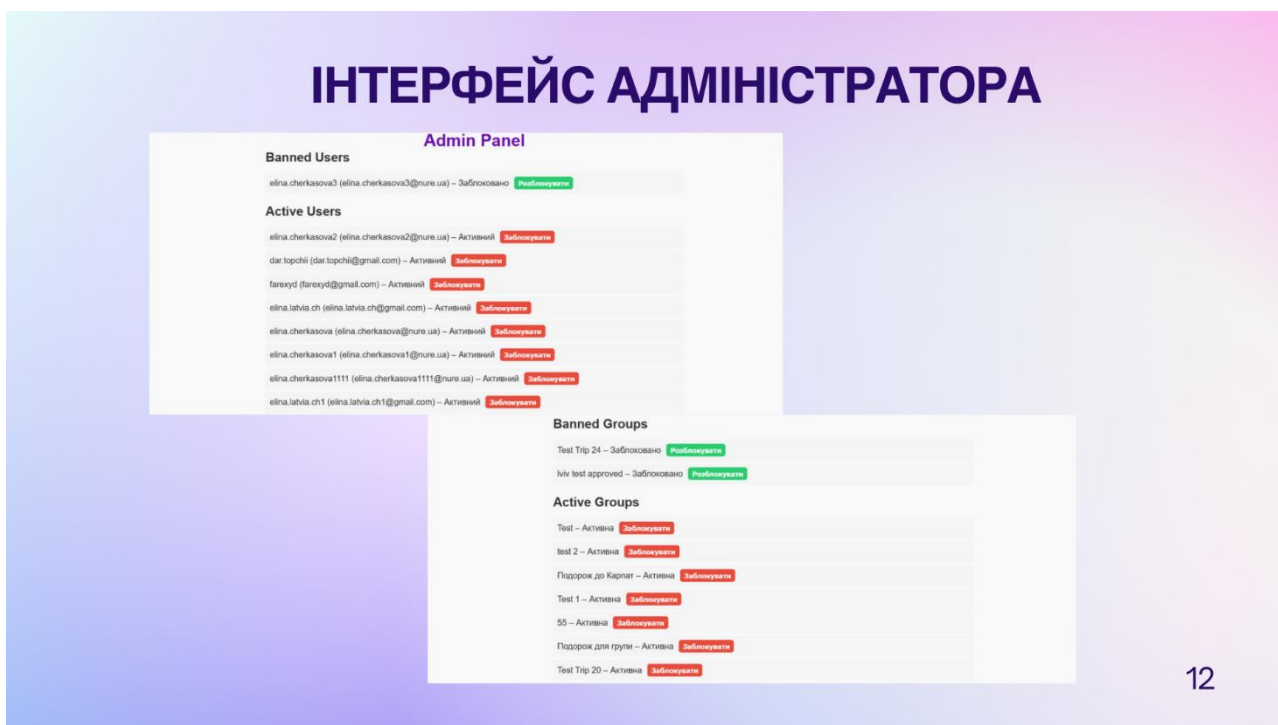 ІНТЕРФЕЙС АДМІНІСТРАТОРА
Admin Panel
Banned Users
elina.cherkasova3 (elina.cherkasova3@nure.ua) – Заблоковано Розблокувати
Active Users
elina.cherkasova2 (elina.cherkasova2@nure.ua) – Активний Заблокувати
dar.topchii (dar.topchii@gmail.com) – Активний Заблокувати
farexyd (farexyd@gmail.com) – Активний Заблокувати
elina.latvia.ch (elina.latvia.ch@gmail.com) – Активний Заблокувати
elina.cherkasova (elina.cherkasova@nure.ua) – Активний Заблокувати
elina.cherkasova1 (elina.cherkasova1@nure.ua) – Активний Заблокувати
elina.cherkasova1111 (elina.cherkasova1111@nure.ua) – Активний Заблокувати
elina.latvia.ch1 (elina.latvia.ch1@gmail.com) – Активний Заблокувати
Banned Groups
Test Trip 24 – Заблоковано Розблокувати
lviv test approved – Заблоковано Розблокувати
Active Groups
Test – Активна Заблокувати
test 2 – Активна Заблокувати
Подорож до Карпат – Активна Заблокувати
Test 1 – Активна Заблокувати
55 – Активна Заблокувати
Подорож для групи – Активна Заблокувати
Test Trip 20 – Активна Заблокувати
12